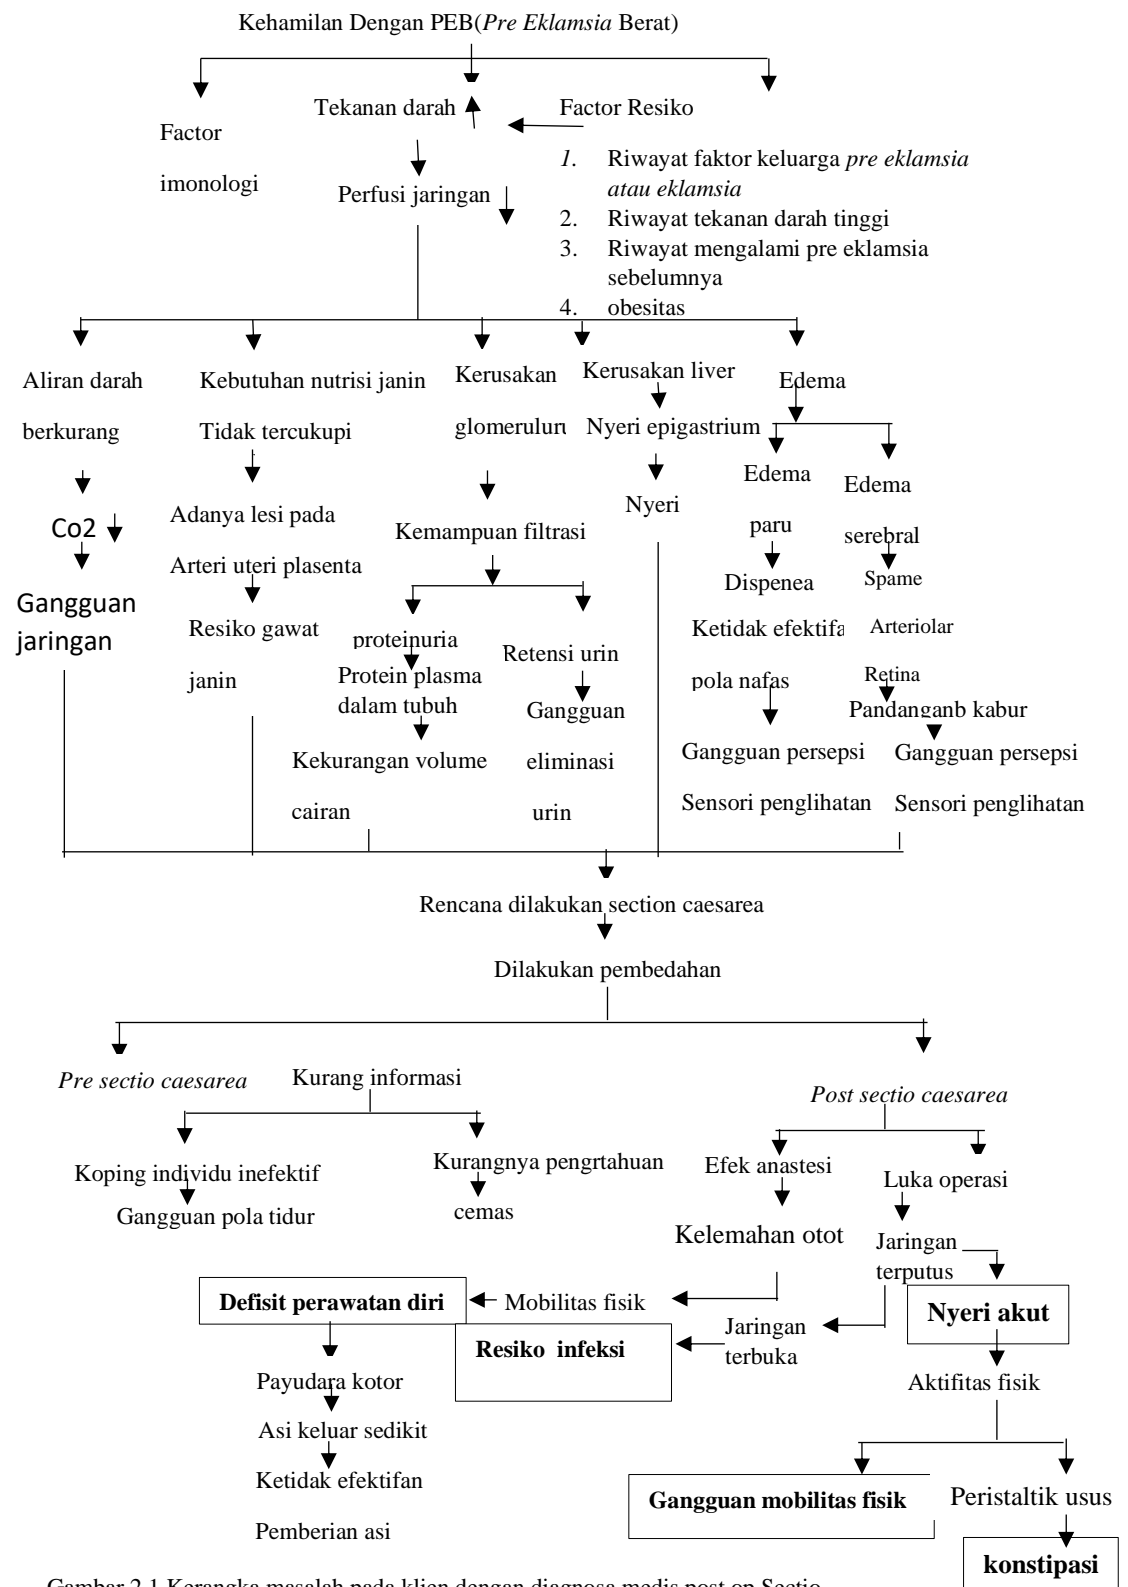 Kehamilan Dengan PEB(Pre Eklamsia Berat)
Tekanan darah
Factor Resiko
Factor
imonologi
1. Riwayat faktor keluarga pre eklamsia
atau eklamsia
Perfusi jaringan
2. Riwayat tekanan darah tinggi
3. Riwayat mengalami pre eklamsia
sebelumnya
4. obesitas
Aliran darah
berkurang
Kebutuhan nutrisi janin
Tidak tercukupi
Kerusakan
glomerulur
Kerusakan liver
Nyeri epigastrium
Edema
Edema
paru
Edema
serebral
Nyeri
Co2
Adanya lesi pada
Arteri uteri plasenta
Kemampuan filtrasi
Dispenea
Spame
Arteriolar
Retina
Gangguan
jaringan
Resiko gawat
janin
proteinuria
Protein plasma
dalam tubuh
Retensi urin
Ketidak efektifa
pola nafas
Pandanganb kabur
Gangguan
eliminasi
urin
Kekurangan volume
cairan
Gangguan persepsi
Sensori penglihatan
Gangguan persepsi
Sensori penglihatan
Rencana dilakukan section caesarea
Dilakukan pembedahan
Pre sectio caesarea
Kurang informasi
Post sectio caesarea
Koping individu inefektif
Gangguan pola tidur
Kurangnya pengrtahuan
cemas
Efek anastesi
Luka operasi
Kelemahan otot
Jaringan
terputus
Defisit perawatan diri
Mobilitas fisik
Nyeri akut
Resiko infeksi
Jaringan
terbuka
Payudara kotor
Aktifitas fisik
Asi keluar sedikit
Ketidak efektifan
Pemberian asi
Gangguan mobilitas fisik
Peristaltik usus
konstipasi
Gambar 2.1 Kerangka masalah pada klien dengan diagnosa medis post op Sectio